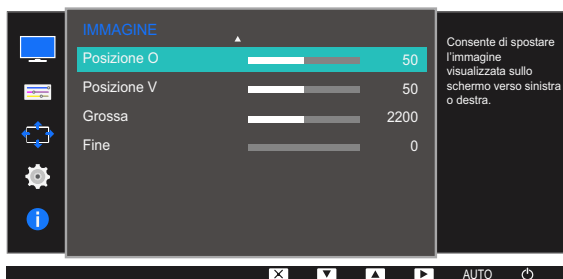 IMMAGINE
Posizione O 50
Posizione V 50
Grossa 2200
Fine 0
Consente di spostare
l'immagine
visualizzata sullo
schermo verso sinistra
o destra.
AUTO